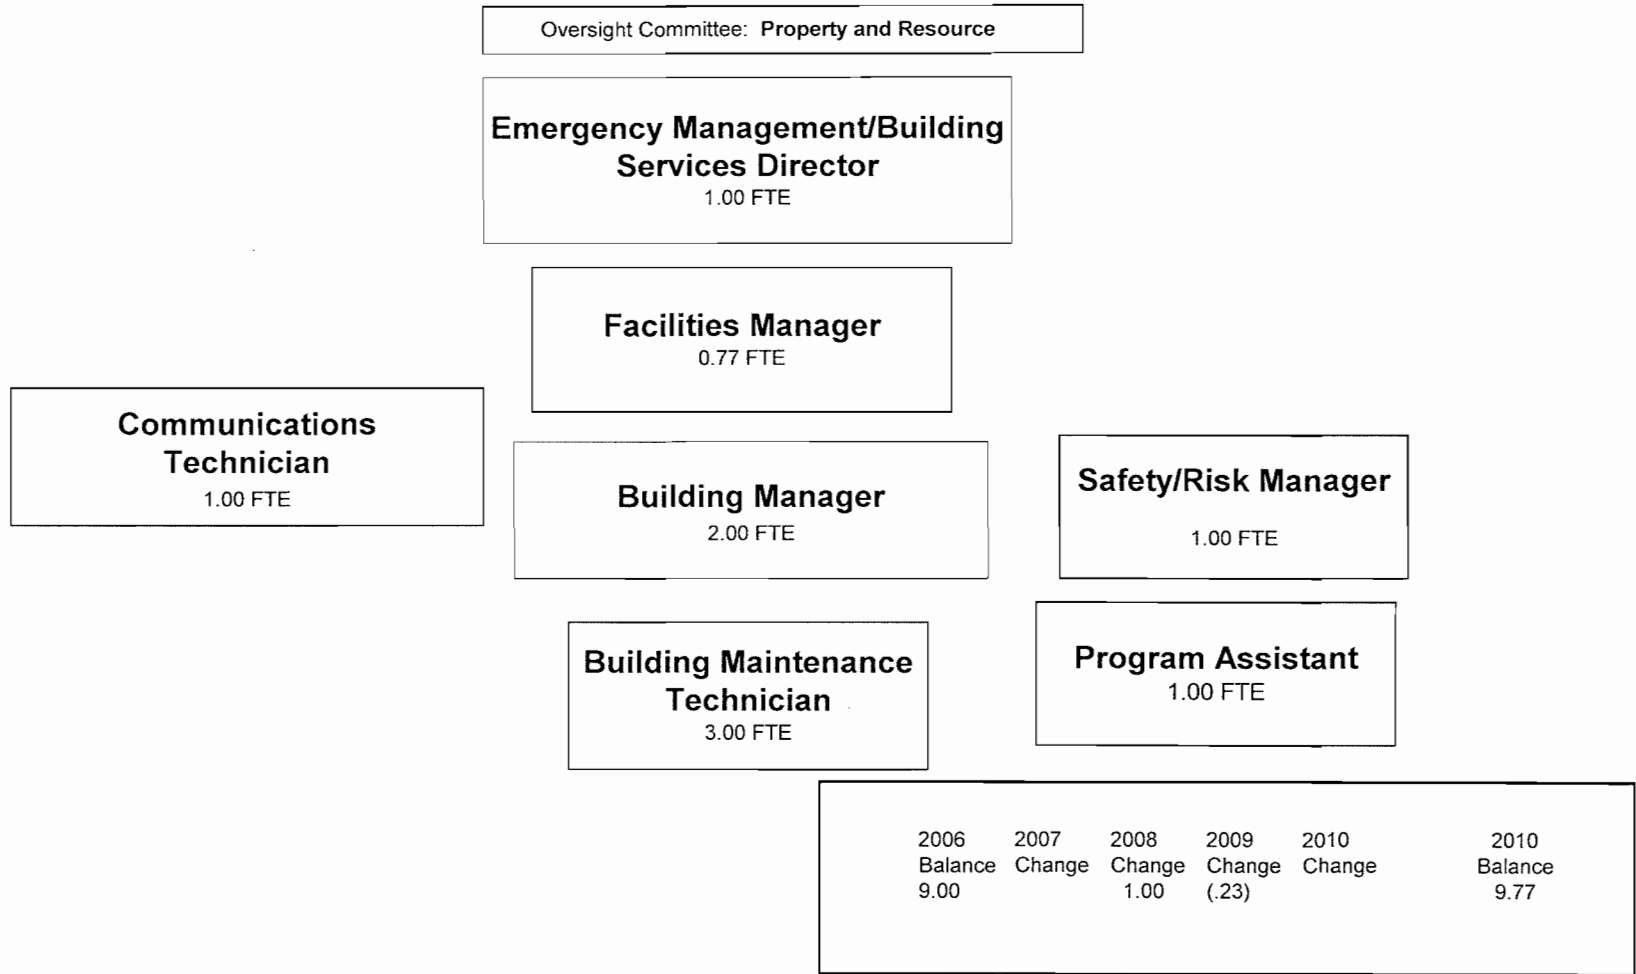 Oversight Committee: Property and Resource
Emergency Management/Building
Services Director
1.00 FTE
Facilities Manager
0.77 FTE
Communications
Technician
1.00 FTE
Building Manager
2.00 FTE
Safety/Risk Manager
1.00 FTE
Building Maintenance
Technician
3.00 FTE
Program Assistant
1.00 FTE
2006 2007 2008 2009 2010 2010
Balance Change Change Change Change Balance
9.00 1.00 (.23) 9.77